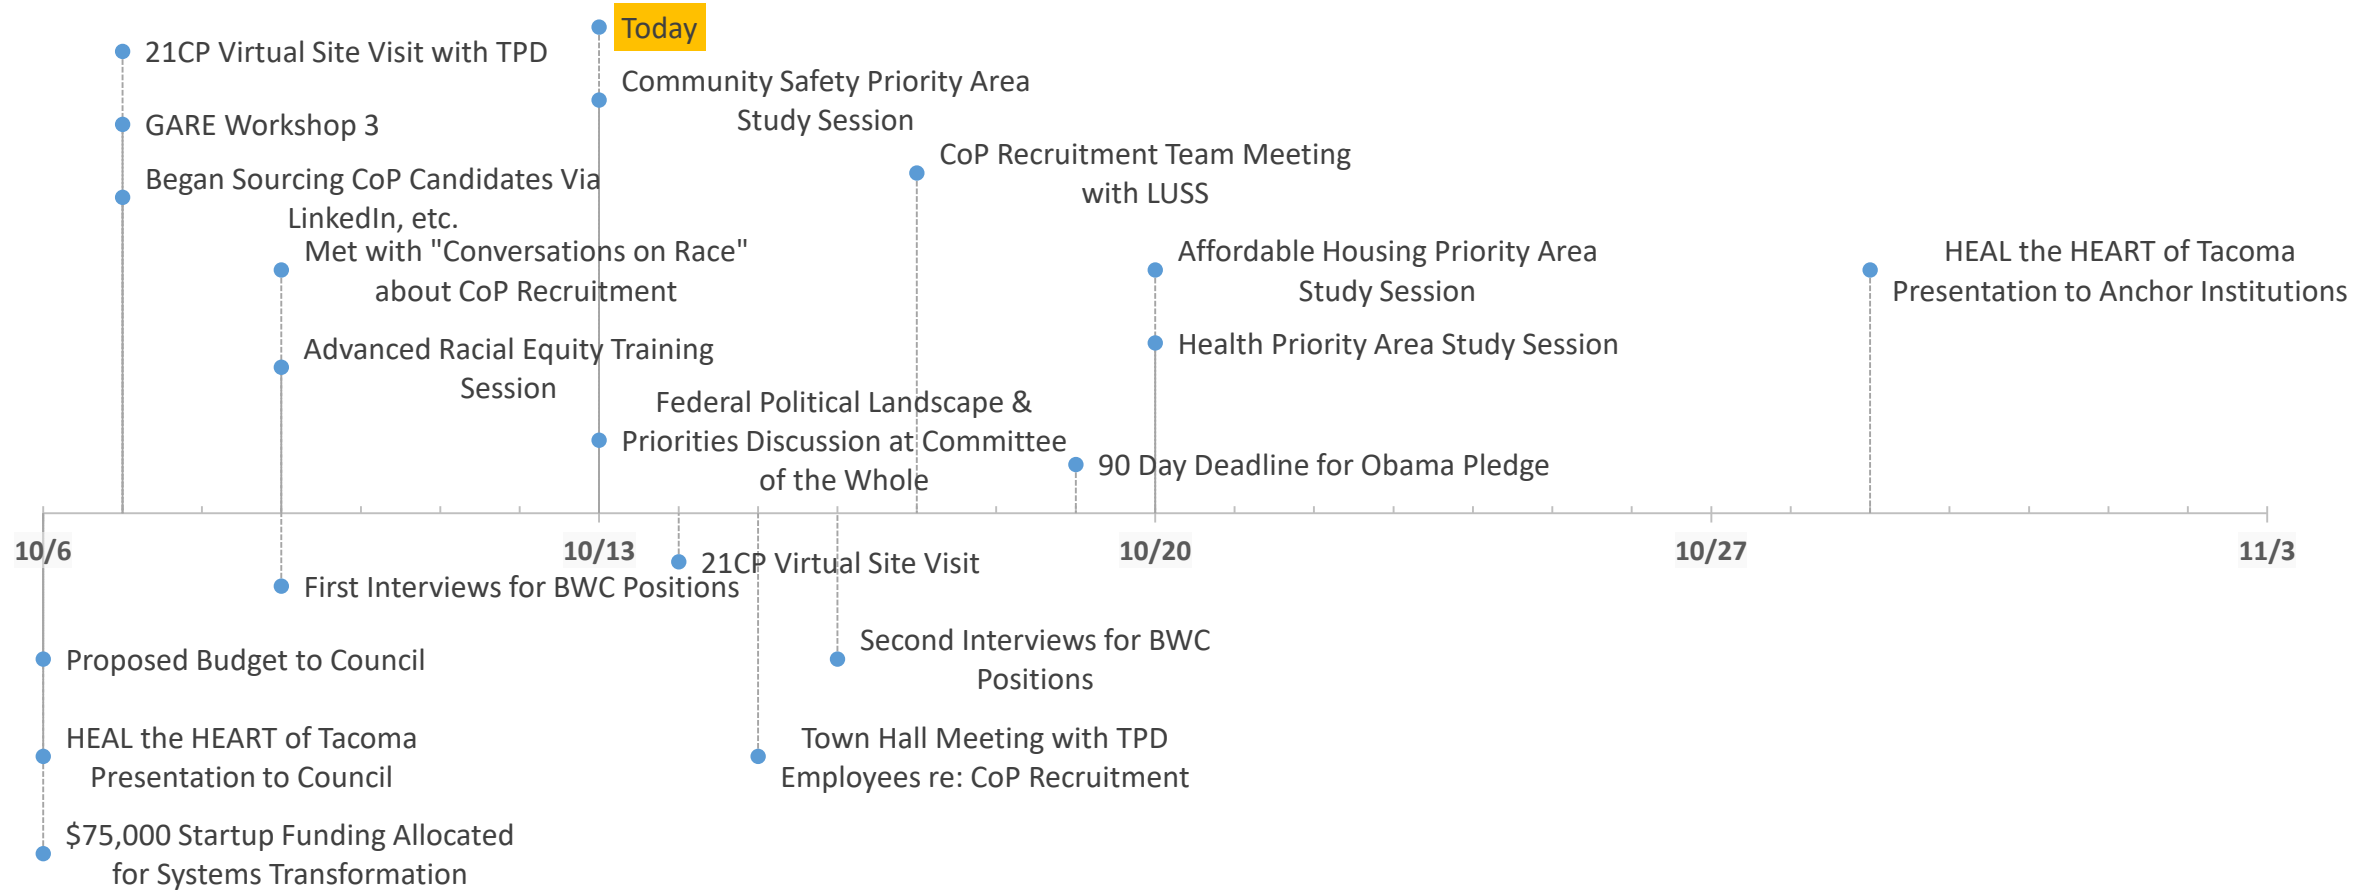 Today
21CP Virtual Site Visit with TPD
Community Safety Priority Area
Study Session
GARE Workshop 3
CoP Recruitment Team Meeting
with LUSS
Began Sourcing CoP Candidates Via
LinkedIn, etc.
Met with "Conversations on Race"
about CoP Recruitment
Affordable Housing Priority Area
Study Session
HEAL the HEART of Tacoma
Presentation to Anchor Institutions
Advanced Racial Equity Training
Session
Health Priority Area Study Session
Federal Political Landscape &
Priorities Discussion at Committee
of the Whole
90 Day Deadline for Obama Pledge
10/6
10/13
10/20
10/27
11/3
21CP Virtual Site Visit
First Interviews for BWC Positions
Second Interviews for BWC
Positions
Proposed Budget to Council
HEAL the HEART of Tacoma
Presentation to Council
Town Hall Meeting with TPD
Employees re: CoP Recruitment
$75,000 Startup Funding Allocated
for Systems Transformation